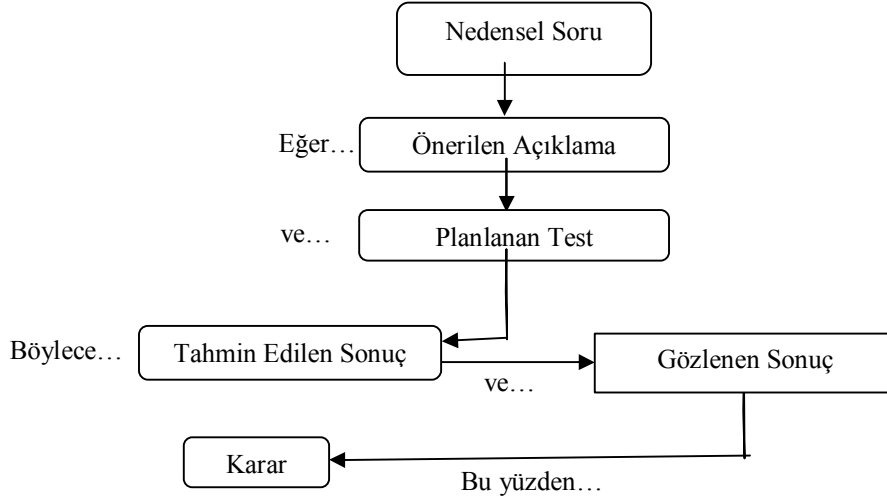 Nedensel Soru
Eğer…
Önerilen Açıklama
ve…
Planlanan Test
Böylece…
Tahmin Edilen Sonuç
ve…
Gözlenen Sonuç
Karar
Bu yüzden…